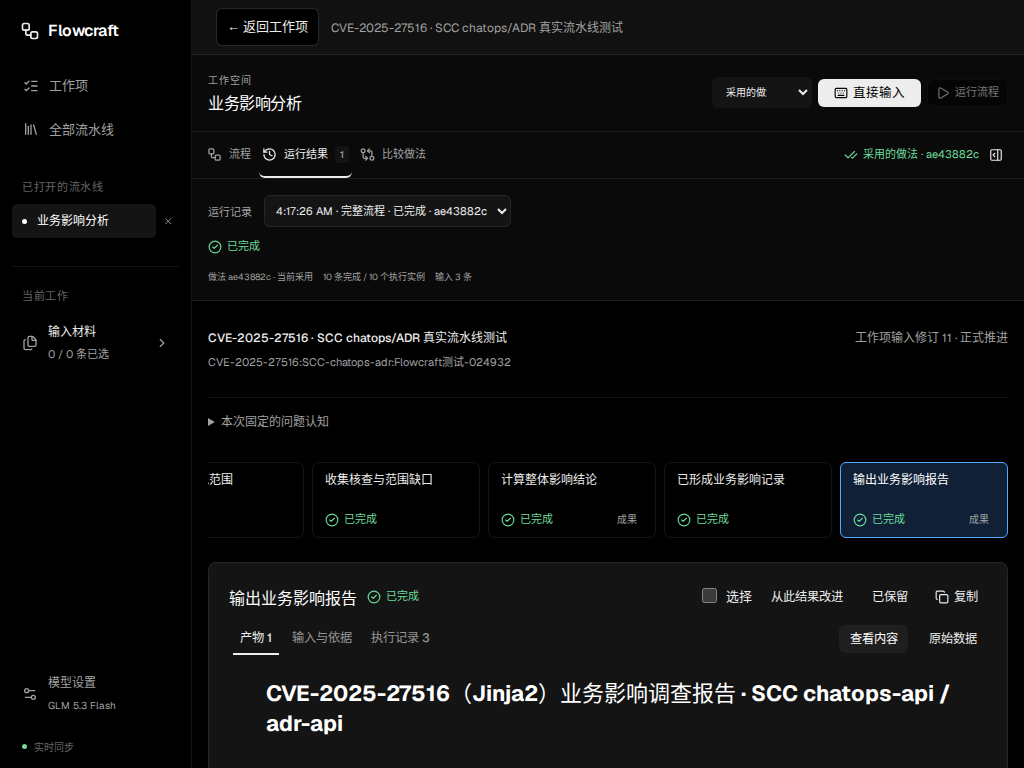 Flowcraft
工作项
全部流水线
已打开的流水线
业务影响分析 ×
当前工作
输入材料
0 / 0 条已选
模型设置
GLM 5.3 Flash
实时同步
← 返回工作项 CVE-2025-27516 · SCC chatops/ADR 真实流水线测试
工作空间
业务影响分析
采用的做 直接输入 运行流程
流程 运行结果 1 比较做法 采用的做法 · ae43882c
运行记录 4:17:26 AM · 完整流程 · 已完成 · ae43882c
已完成
做法 ae43882c · 当前采用 10 条完成 / 10 个执行实例 输入 3 条
CVE-2025-27516 · SCC chatops/ADR 真实流水线测试 工作项输入修订 11 · 正式推进
CVE-2025-27516:SCC-chatops-adr:Flowcraft测试-024932
本次固定的问题认知
范围 收集核查与范围缺口 计算整体影响结论 已形成业务影响记录 输出业务影响报告
已完成 已完成 成果 已完成 已完成 成果
输出业务影响报告 已完成 选择 从此结果改进 已保留 复制
产物 1 输入与依据 执行记录 3 查看内容 原始数据
CVE-2025-27516（Jinja2）业务影响调查报告 · SCC chatops-api /
adr-api